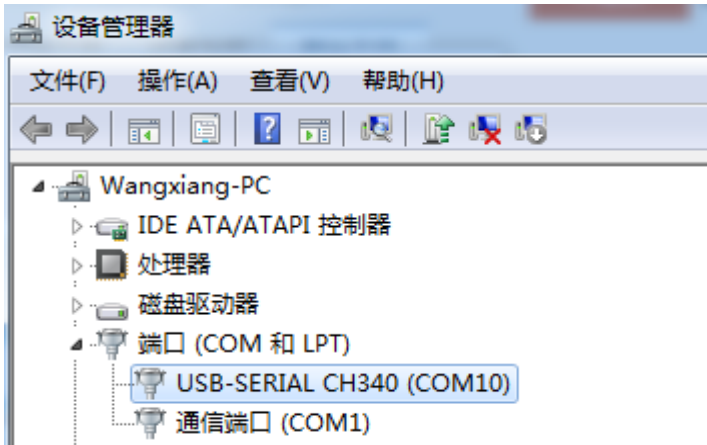 设备管理器
文件(F) 操作(A) 查看(V) 帮助(H)
Wangxiang-PC
IDE ATA/ATAPI 控制器
处理器
磁盘驱动器
端口 (COM 和 LPT)
USB-SERIAL CH340 (COM10)
通信端口 (COM1)